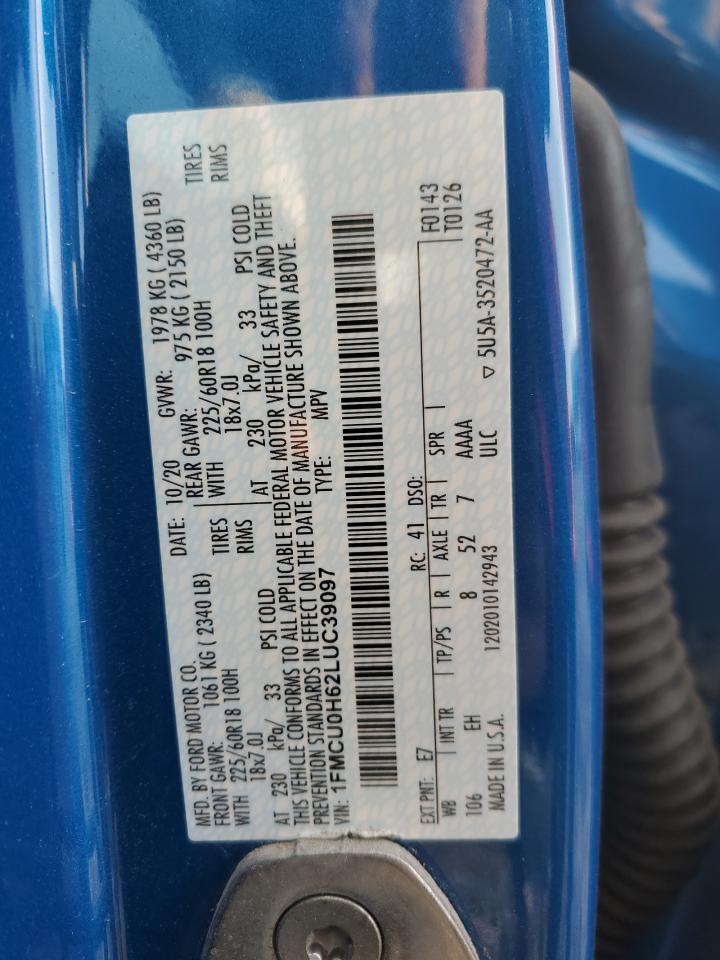 MFD. BY FORD MOTOR CO.
DATE: 10/20 GVWR: 1978 KG ( 4360 LB)
FRONT GAWR: 1061 KG ( 2340 LB)
REAR GAWR: 975 KG ( 2150 LB)
WITH 225/60R18 100H TIRES
WITH 225/60R18 100H TIRES
18x7.0J RIMS
18x7.0J RIMS
AT 230 kPa/ 33 PSI COLD
AT 230 kPa/ 33 PSI COLD
THIS VEHICLE CONFORMS TO ALL APPLICABLE FEDERAL MOTOR VEHICLE SAFETY AND THEFT
PREVENTION STANDARDS IN EFFECT ON THE DATE OF MANUFACTURE SHOWN ABOVE.
VIN: 1FMCU0H62LUC39097 TYPE: MPV
EXT PNT: E7 RC: 41 DSO: F0143
WB INT TR TP/PS R AXLE TR SPR T0126
106 EH 8 52 7 AAAA
MADE IN U.S.A. 1202010142943 ULC ▽ 5U5A-3520472-AA